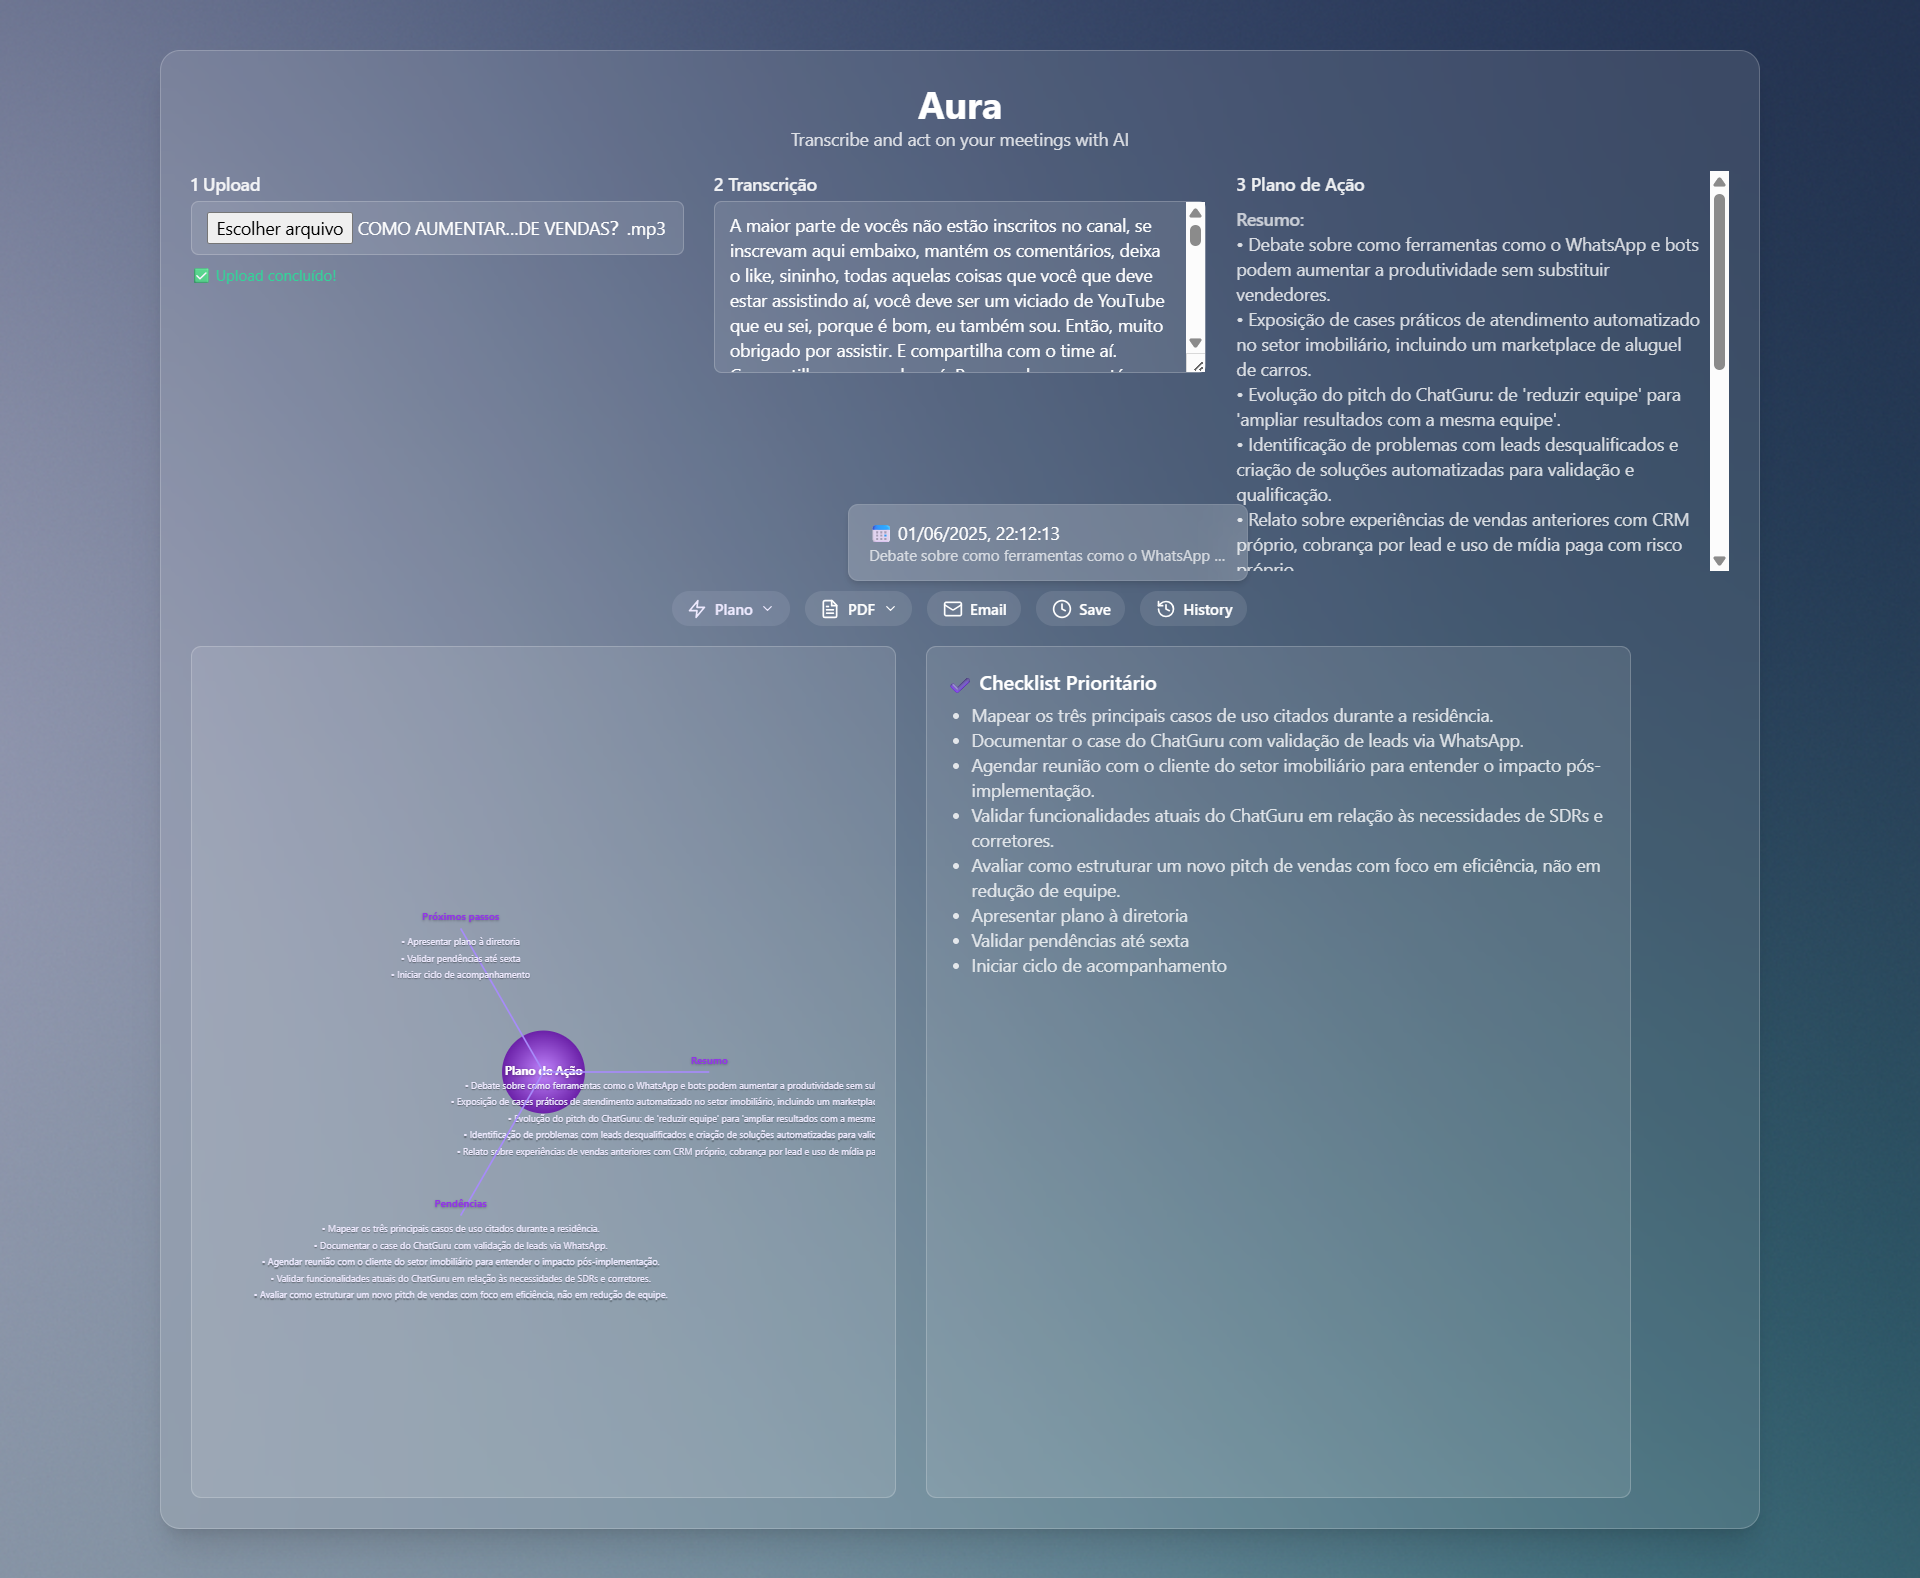 Aura
Transcribe and act on your meetings with AI
1 Upload
Escolher arquivo COMO AUMENTAR...DE VENDAS? .mp3
✅ Upload concluído!
2 Transcrição
A maior parte de vocês não estão inscritos no canal, se
inscrevam aqui embaixo, mantém os comentários, deixa
o like, sininho, todas aquelas coisas que você que deve
estar assistindo aí, você deve ser um viciado de YouTube
que eu sei, porque é bom, eu também sou. Então, muito
obrigado por assistir. E compartilha com o time aí.
3 Plano de Ação
Resumo:
• Debate sobre como ferramentas como o WhatsApp e bots
podem aumentar a produtividade sem substituir
vendedores.
• Exposição de cases práticos de atendimento automatizado
no setor imobiliário, incluindo um marketplace de aluguel
de carros.
• Evolução do pitch do ChatGuru: de 'reduzir equipe' para
'ampliar resultados com a mesma equipe'.
• Identificação de problemas com leads desqualificados e
criação de soluções automatizadas para validação e
qualificação.
• Relato sobre experiências de vendas anteriores com CRM
próprio, cobrança por lead e uso de mídia paga com risco
próprio
01/06/2025, 22:12:13
Debate sobre como ferramentas como o WhatsApp ...
Plano
PDF
Email
Save
History
Próximos passos
- Apresentar plano à diretoria
- Validar pendências até sexta
- Iniciar ciclo de acompanhamento
Plano de Ação
Resumo
- Debate sobre como ferramentas como o WhatsApp e bots podem aumentar a produtividade sem sul
- Exposição de cases práticos de atendimento automatizado no setor imobiliário, incluindo um marketplac
- Evolução do pitch do ChatGuru: de 'reduzir equipe' para 'ampliar resultados com a mesma
- Identificação de problemas com leads desqualificados e criação de soluções automatizadas para valic
- Relato sobre experiências de vendas anteriores com CRM próprio, cobrança por lead e uso de mídia pa
Pendências
- Mapear os três principais casos de uso citados durante a residência.
- Documentar o case do ChatGuru com validação de leads via WhatsApp.
- Agendar reunião com o cliente do setor imobiliário para entender o impacto pós-implementação.
- Validar funcionalidades atuais do ChatGuru em relação às necessidades de SDRs e corretores.
- Avaliar como estruturar um novo pitch de vendas com foco em eficiência, não em redução de equipe.
Checklist Prioritário
• Mapear os três principais casos de uso citados durante a residência.
• Documentar o case do ChatGuru com validação de leads via WhatsApp.
• Agendar reunião com o cliente do setor imobiliário para entender o impacto pós-
implementação.
• Validar funcionalidades atuais do ChatGuru em relação às necessidades de SDRs e
corretores.
• Avaliar como estruturar um novo pitch de vendas com foco em eficiência, não em
redução de equipe.
• Apresentar plano à diretoria
• Validar pendências até sexta
• Iniciar ciclo de acompanhamento